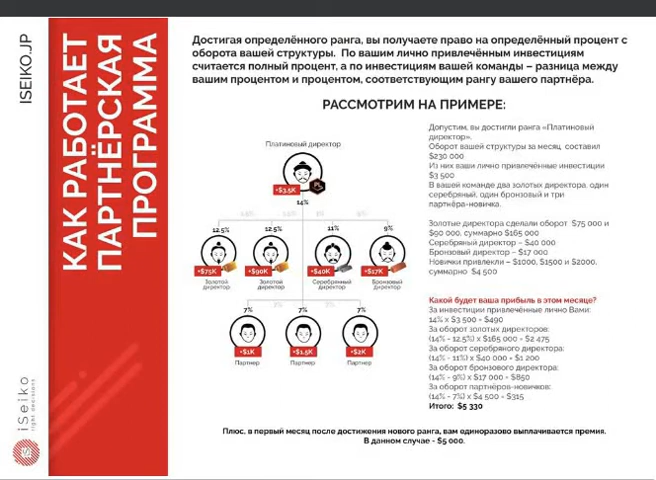 ISEIKO.JP
КАК РАБОТАЕТ
ПАРТНЁРСКАЯ
ПРОГРАММА
iSeiko
right decisions
Достигая определённого ранга, вы получаете право на определённый процент с
оборота вашей структуры. По вашим лично привлечённым инвестициям
считается полный процент, а по инвестициям вашей команды – разница между
вашим процентом и процентом, соответствующим рангу вашего партнёра.
РАССМОТРИМ НА ПРИМЕРЕ:
Платиновый директор
+$3.5K
14%
12.5%
12.5%
11%
9%
+$75K
+$90K
+$40K
+$17K
Золотой
директор
Золотой
директор
Серебряный
директор
Бронзовый
директор
7%
7%
7%
+$1K
+$1.5K
+$2K
Партнер
Партнер
Партнер
Допустим, вы достигли ранга «Платиновый
директор».
Оборот вашей структуры за месяц составил
$230 000
Из них ваши лично привлечённые инвестиции
$3 500
В вашей команде два золотых директора, один
серебряный, один бронзовый и три
партнёра-новичка.
Золотые директора сделали оборот $75 000 и
$90 000, суммарно $165 000
Серебряный директор – $40 000
Бронзовый директор – $17 000
Новички привлекли – $1000, $1500 и $2000,
суммарно $4 500
Какой будет ваша прибыль в этом месяце?
За инвестиции привлечённые лично Вами:
14% x $3 500 = $490
За оборот золотых директоров:
(14% - 12.5%) x $165 000 = $2 475
За оборот серебряного директора:
(14% - 11%) x $40 000 = $1 200
За оборот бронзового директора:
(14% - 9%) x $17 000 = $850
За оборот партнёров-новичков:
(14% - 7%) x $4 500 = $315
Итого: $5 330
Плюс, в первый месяц после достижения нового ранга, вам единоразово выплачивается премия.
В данном случае - $5 000.